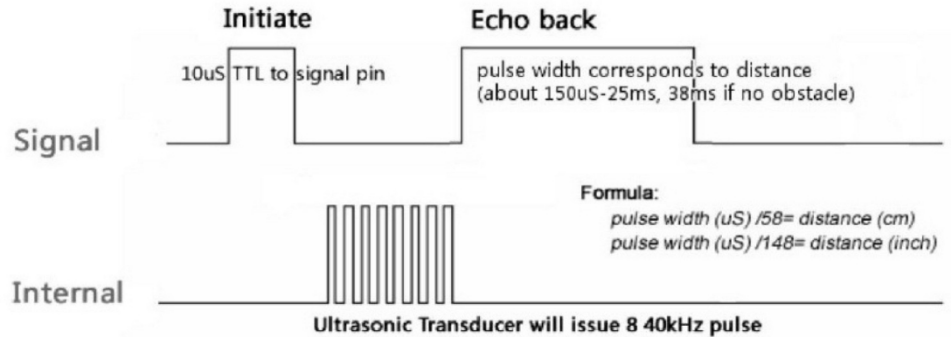 Initiate
Echo back
10uS TTL to signal pin
pulse width corresponds to distance
(about 150uS-25ms, 38ms if no obstacle)
Signal
Formula:
pulse width (uS) /58= distance (cm)
pulse width (uS) /148= distance (inch)
Internal
Ultrasonic Transducer will issue 8 40kHz pulse